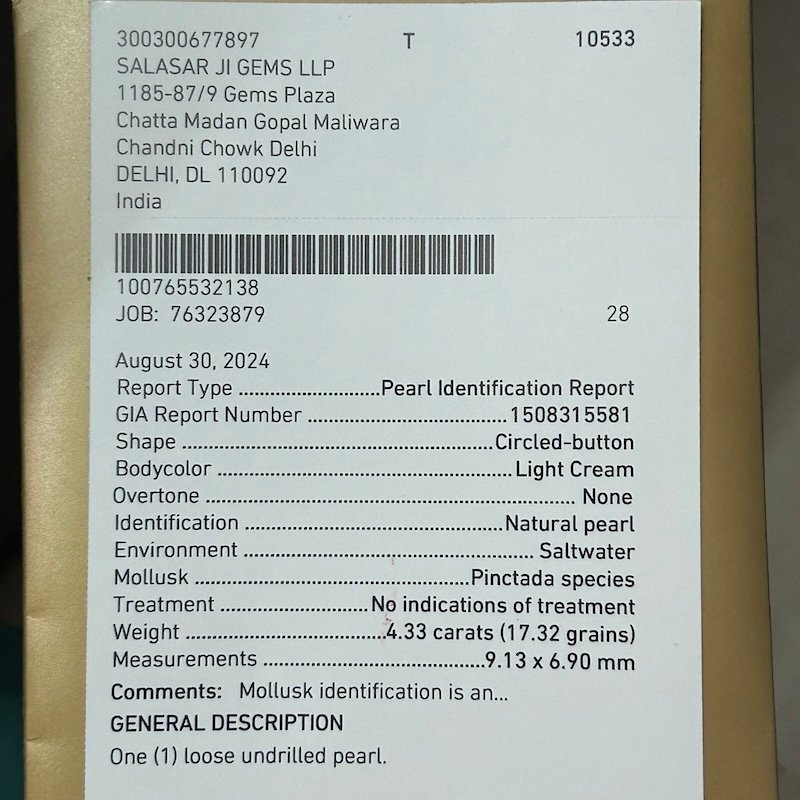 300300677897 T 10533
SALASAR JI GEMS LLP
1185-87/9 Gems Plaza
Chatta Madan Gopal Maliwara
Chandni Chowk Delhi
DELHI, DL 110092
India
100765532138
JOB: 76323879 28
August 30, 2024
Report Type ..............................Pearl Identification Report
GIA Report Number ..........................................1508315581
Shape ..................................................................Circled-button
Bodycolor .............................................................Light Cream
Overtone ............................................................................ None
Identification .....................................................Natural pearl
Environment ............................................................ Saltwater
Mollusk .........................................................Pinctada species
Treatment ...............................No indications of treatment
Weight ..........................................4.33 carats (17.32 grains)
Measurements ..............................................9.13 x 6.90 mm
Comments: Mollusk identification is an...
GENERAL DESCRIPTION
One (1) loose undrilled pearl.